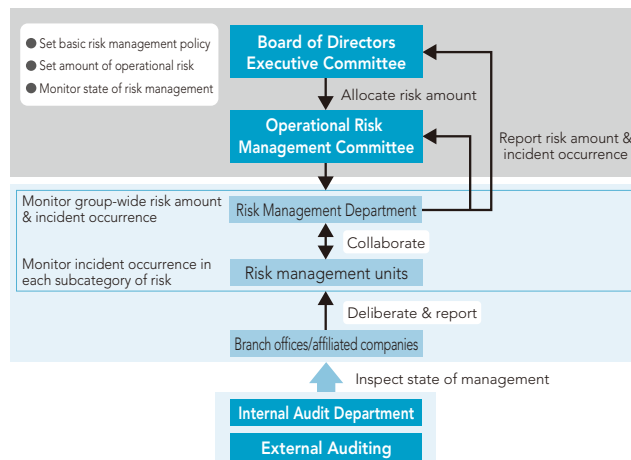 ● Set basic risk management policy
● Set amount of operational risk
● Monitor state of risk management
Board of Directors
Executive Committee
Allocate risk amount
Operational Risk
Management Committee
Report risk amount &
incident occurrence
Monitor group-wide risk amount
& incident occurrence
Risk Management Department
Collaborate
Monitor incident occurrence in
each subcategory of risk
Risk management units
Deliberate & report
Branch offices/affiliated companies
Inspect state of management
Internal Audit Department
External Auditing